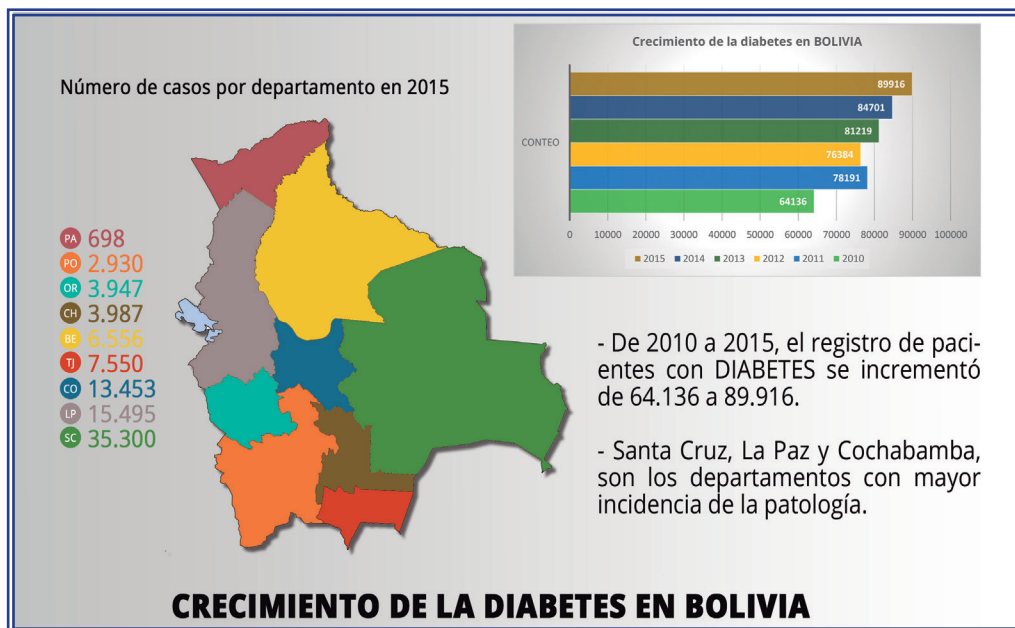 Número de casos por departamento en 2015
PA 698
PO 2.930
OR 3.947
CH 3.987
BE 6.556
TJ 7.550
CO 13.453
LP 15.495
SC 35.300
Crecimiento de la diabetes en BOLIVIA
89916
84701
81219
CONTEO
76384
78191
64136
0 10000 20000 30000 40000 50000 60000 70000 80000 90000 100000
2015 2014 2013 2012 2011 2010
- De 2010 a 2015, el registro de paci-
entes con DIABETES se incrementó
de 64.136 a 89.916.
- Santa Cruz, La Paz y Cochabamba,
son los departamentos con mayor
incidencia de la patología.
CRECIMIENTO DE LA DIABETES EN BOLIVIA